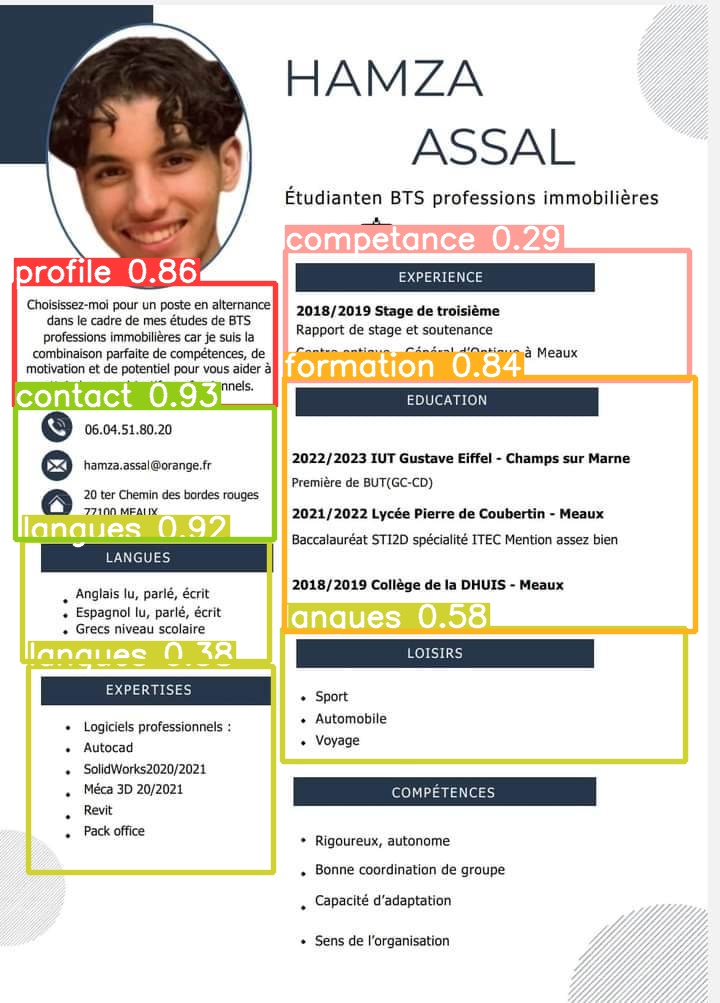 HAMZA
ASSAL
Étudianten BTS professions immobilières
profile 0.86
Choisissez-moi pour un poste en alternance
dans le cadre de mes études de BTS
professions immobilières car je suis la
combinaison parfaite de compétences, de
motivation et de potentiel pour vous aider à
contact 0.93
06.04.51.80.20
hamza.assal@orange.fr
20 ter Chemin des bordes rouges
77100 MEAUX
langues 0.92
LANGUES
Anglais lu, parlé, écrit
Espagnol lu, parlé, écrit
Grecs niveau scolaire
langues 0.38
EXPERTISES
Logiciels professionnels :
Autocad
SolidWorks2020/2021
Méca 3D 20/2021
Revit
Pack office
competance 0.29
EXPERIENCE
2018/2019 Stage de troisième
Rapport de stage et soutenance
Centre optique - Général d'Optique à Meaux
formation 0.84
EDUCATION
2022/2023 IUT Gustave Eiffel - Champs sur Marne
Première de BUT(GC-CD)
2021/2022 Lycée Pierre de Coubertin - Meaux
Baccalauréat STI2D spécialité ITEC Mention assez bien
2018/2019 Collège de la DHUIS - Meaux
langues 0.58
LOISIRS
Sport
Automobile
Voyage
COMPÉTENCES
Rigoureux, autonome
Bonne coordination de groupe
Capacité d'adaptation
Sens de l'organisation